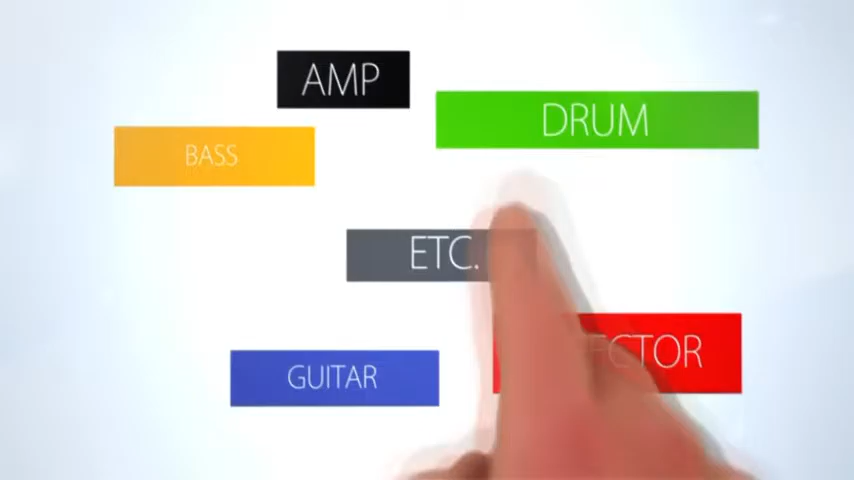 AMP
DRUM
BASS
ETC.
GUITAR